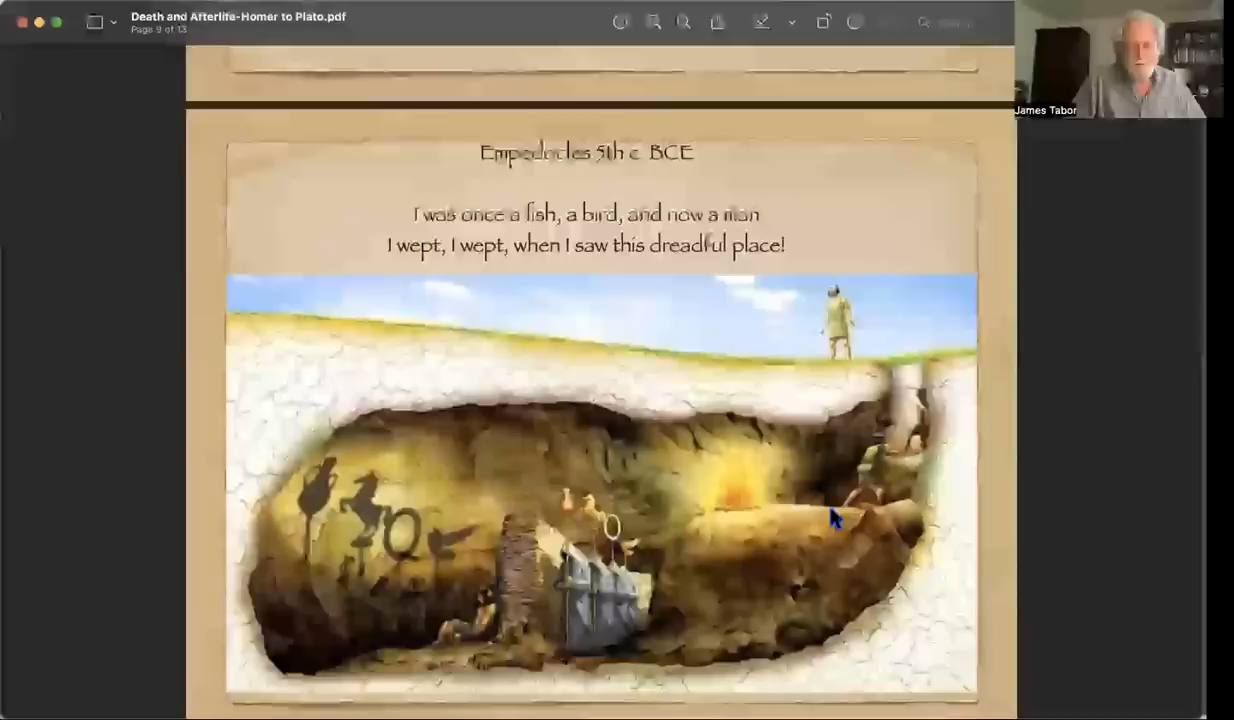 Death and Afterlife-Homer to Plato.pdf
Page 9 of 13
James Tabor
Empedocles 5th c BCE
I was once a fish, a bird, and now a man
I wept, I wept, when I saw this dreadful place!